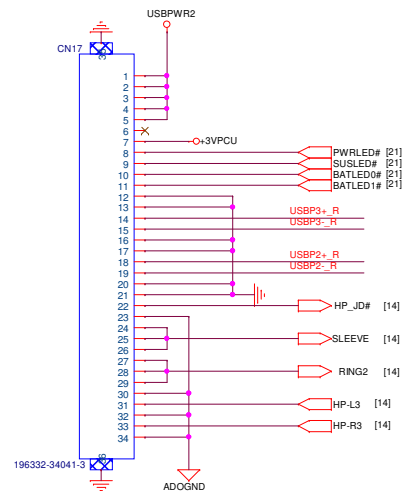 USBPWR2
CN17
1
2
3
4
5
6
7 +3VPCU
8 PWRLED# [21]
9 SUSLED# [21]
10 BATLED0# [21]
11 BATLED1# [21]
12
13
14 USBP3+_R
15 USBP3-_R
16
17
18 USBP2+_R
19 USBP2-_R
20
21
22 HP_JD# [14]
23
24
25 SLEEVE [14]
26
27
28 RING2 [14]
29
30
31 HP-L3 [14]
32
33 HP-R3 [14]
34
196332-34041-3
ADOGND